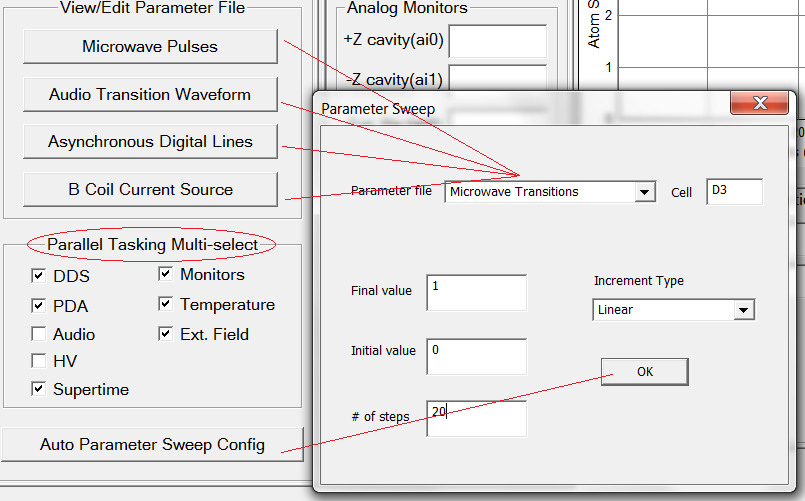 View/Edit Parameter File
Microwave Pulses
Audio Transition Waveform
Asynchronous Digital Lines
B Coil Current Source
Parallel Tasking Multi-select
DDS
Monitors
PDA
Temperature
Audio
Ext. Field
HV
Supertime
Auto Parameter Sweep Config
Analog Monitors
+Z cavity(ai0)
-Z cavity(ai1)
Atom S
2
1
0
Parameter Sweep
Parameter file
Microwave Transitions
Cell
D3
Final value
1
Increment Type
Linear
Initial value
0
OK
# of steps
20